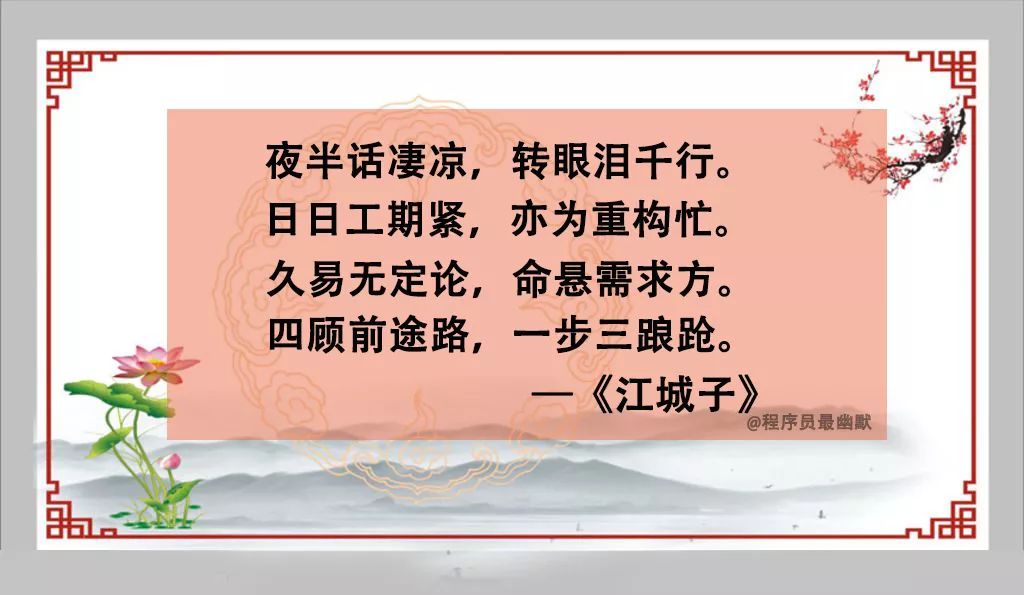 夜半话凄凉，转眼泪千行。
日日工期紧，亦为重构忙。
久易无定论，命悬需求方。
四顾前途路，一步三踉跄。
—《江城子》
@程序员最幽默